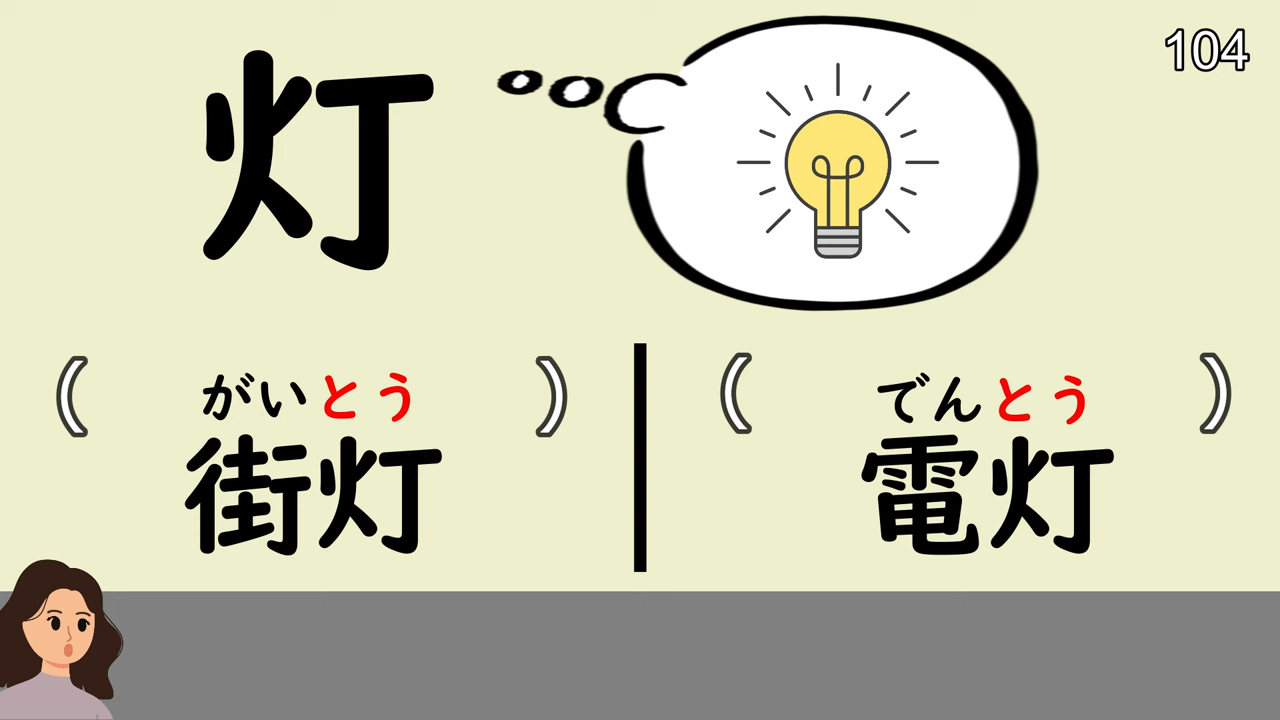 104
灯
( がいとう )
街灯
( でんとう )
電灯